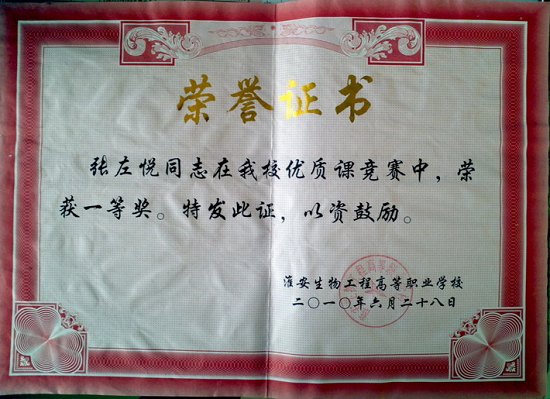 荣誉证书
张左悦同志在我校优质课竞赛中，荣
获一等奖。特发此证，以资鼓励。
淮安生物工程高等职业学校
二〇一〇年六月二十八日